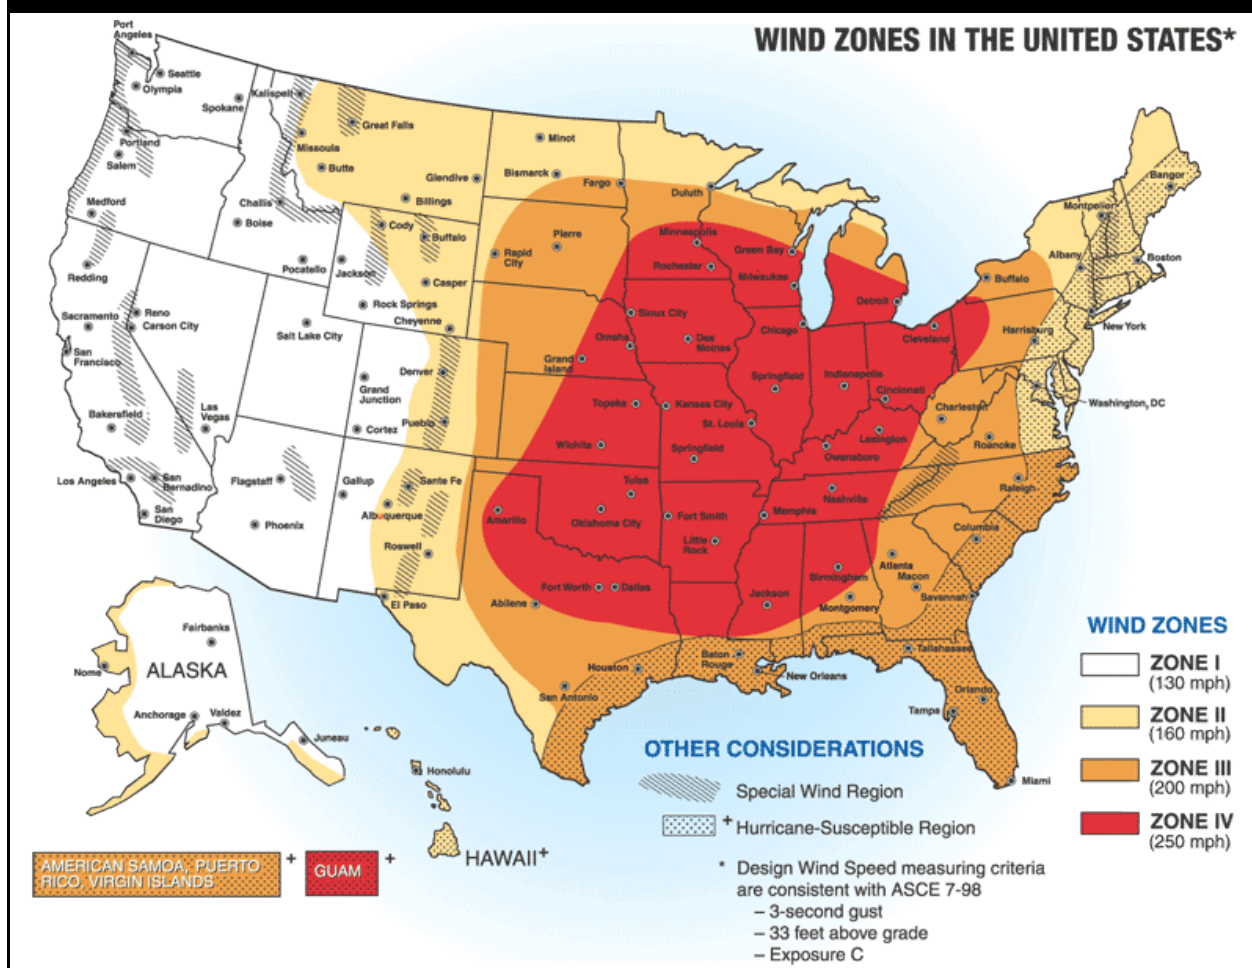 WIND ZONES IN THE UNITED STATES*
Port
Angeles
Seattle
Olympia
Spokane
Kalispell
Great Falls
Missoula
Butte
Glendive
Billings
Minot
Bismarck
Fargo
Duluth
Portland
Salem
Medford
Challis
Boise
Pocatello
Cody
Buffalo
Jackson
Casper
Rock Springs
Cheyenne
Rapid
City
Pierre
Minneapolis
Rochester
Green Bay
Milwaukee
Detroit
Buffalo
Albany
Montpelier
Bangor
Boston
New York
Harrisburg
Washington, DC
Redding
Sacramento
Reno
Carson City
San
Francisco
Salt Lake City
Bakersfield
Las
Vegas
Los Angeles
San
Bernadino
San
Diego
Grand
Junction
Cortez
Denver
Pueblo
Flagstaff
Phoenix
Gallup
Sante Fe
Albuquerque
Roswell
El Paso
Sioux City
Omaha
Des
Moines
Grand
Island
Chicago
Cleveland
Springfield
Indianapolis
Cincinnati
Topeka
Kansas City
St. Louis
Wichita
Springfield
Owensboro
Lexington
Charleston
Roanoke
Raleigh
Tulsa
Amarillo
Oklahoma City
Fort Smith
Little
Rock
Memphis
Nashville
Columbia
Atlanta
Macon
Savannah
Birmingham
Montgomery
Fort Worth
Dallas
Abilene
Jackson
Houston
San Antonio
Baton
Rouge
New Orleans
Tallahassee
Orlando
Tampa
Miami
Fairbanks
Nome
ALASKA
Anchorage
Valdez
Juneau
Honolulu
HAWAII+
AMERICAN SAMOA, PUERTO
RICO, VIRGIN ISLANDS
+
GUAM
+
OTHER CONSIDERATIONS
Special Wind Region
+ Hurricane-Susceptible Region
* Design Wind Speed measuring criteria
are consistent with ASCE 7-98
– 3-second gust
– 33 feet above grade
– Exposure C
WIND ZONES
ZONE I
(130 mph)
ZONE II
(160 mph)
ZONE III
(200 mph)
ZONE IV
(250 mph)